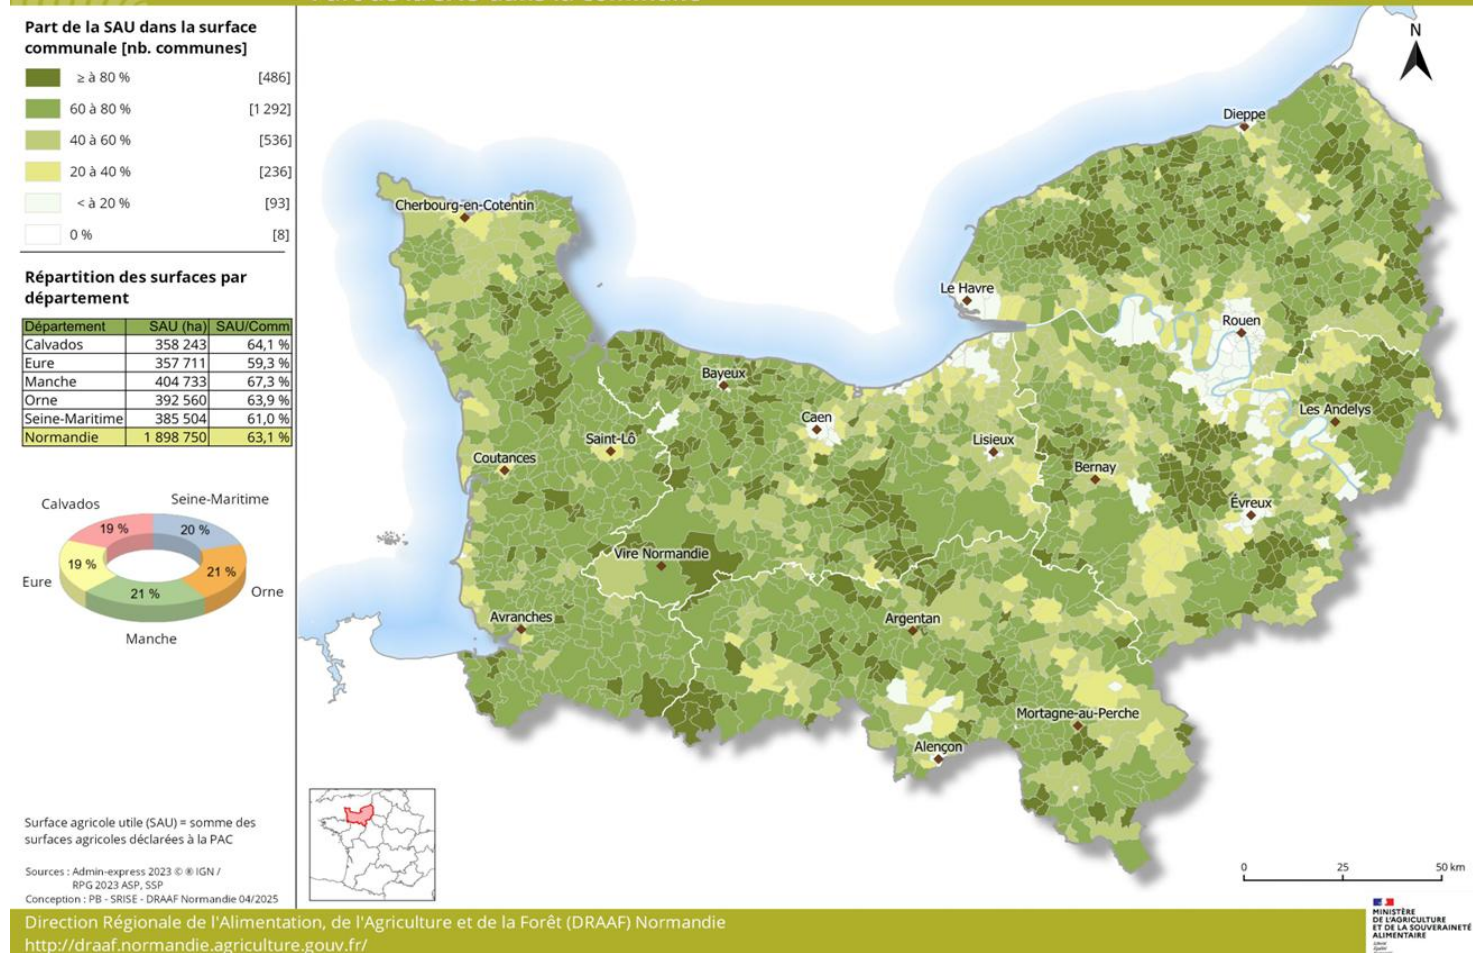 Part de la SAU dans la surface
communale [nb. communes]
≥ à 80 % [486]
60 à 80 % [1 292]
40 à 60 % [536]
20 à 40 % [236]
< à 20 % [93]
0 % [8]
Répartition des surfaces par
département
Département SAU (ha) SAU/Comm
Calvados 358 243 64,1 %
Eure 357 711 59,3 %
Manche 404 733 67,3 %
Orne 392 560 63,9 %
Seine-Maritime 385 504 61,0 %
Normandie 1 898 750 63,1 %
Calvados
Seine-Maritime
19 %
20 %
19 %
21 %
21 %
Eure
Orne
Manche
Surface agricole utile (SAU) = somme des
surfaces agricoles déclarées à la PAC
Sources : Admin-express 2023 © ® IGN /
RPG 2023 ASP, SSP
Conception : PB - SRISE - DRAAF Normandie 04/2025
N
Dieppe
Cherbourg-en-Cotentin
Le Havre
Rouen
Bayeux
Les Andelys
Caen
Saint-Lô
Lisieux
Coutances
Bernay
Évreux
Vire Normandie
Avranches
Argentan
Mortagne-au-Perche
Alençon
0 25 50 km
Direction Régionale de l'Alimentation, de l'Agriculture et de la Forêt (DRAAF) Normandie
http://draaf.normandie.agriculture.gouv.fr/
MINISTÈRE
DE L'AGRICULTURE
ET DE LA SOUVERAINETÉ
ALIMENTAIRE